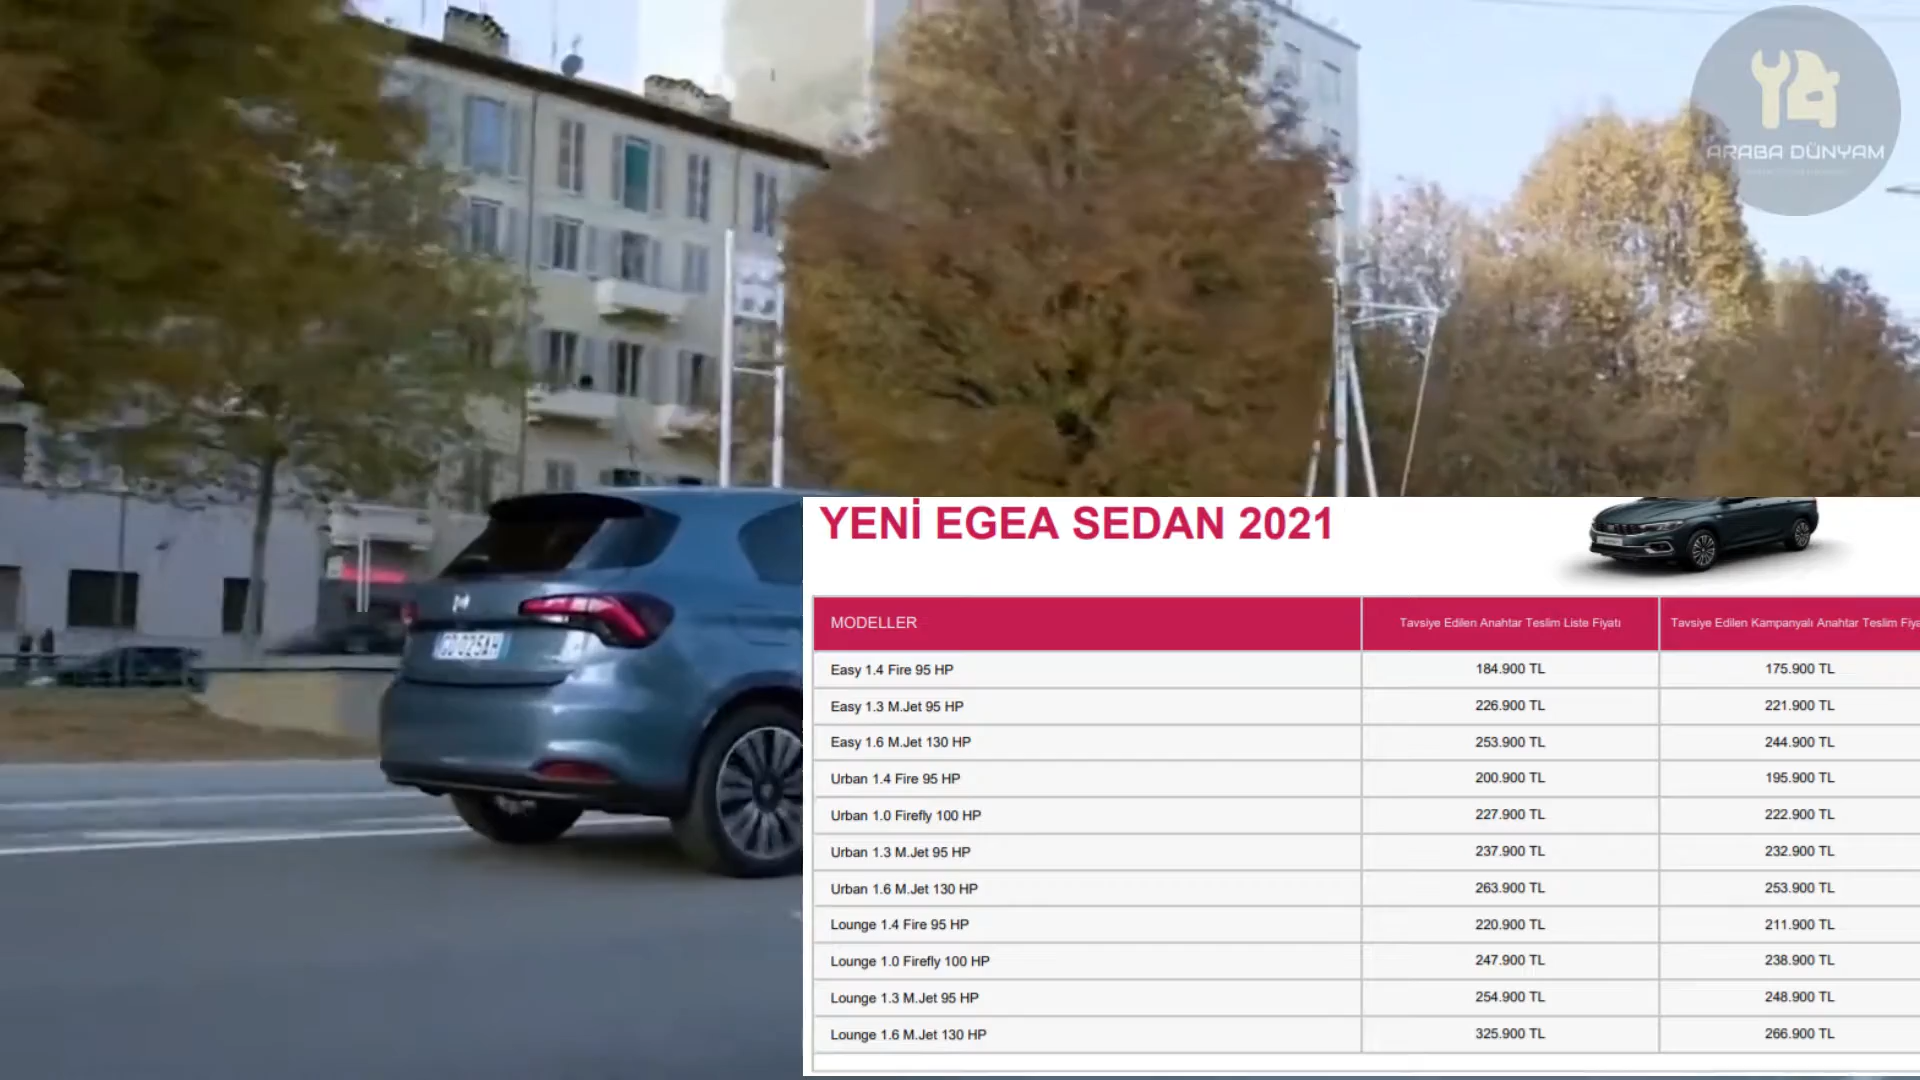 ARABA DÜNYAM
YENİ EGEA SEDAN 2021
MODELLER Tavsiye Edilen Anahtar Teslim Liste Fiyatı Tavsiye Edilen Kampanyalı Anahtar Teslim Fiya
Easy 1.4 Fire 95 HP 184.900 TL 175.900 TL
Easy 1.3 M.Jet 95 HP 226.900 TL 221.900 TL
Easy 1.6 M.Jet 130 HP 253.900 TL 244.900 TL
Urban 1.4 Fire 95 HP 200.900 TL 195.900 TL
Urban 1.0 Firefly 100 HP 227.900 TL 222.900 TL
Urban 1.3 M.Jet 95 HP 237.900 TL 232.900 TL
Urban 1.6 M.Jet 130 HP 263.900 TL 253.900 TL
Lounge 1.4 Fire 95 HP 220.900 TL 211.900 TL
Lounge 1.0 Firefly 100 HP 247.900 TL 238.900 TL
Lounge 1.3 M.Jet 95 HP 254.900 TL 248.900 TL
Lounge 1.6 M.Jet 130 HP 325.900 TL 266.900 TL